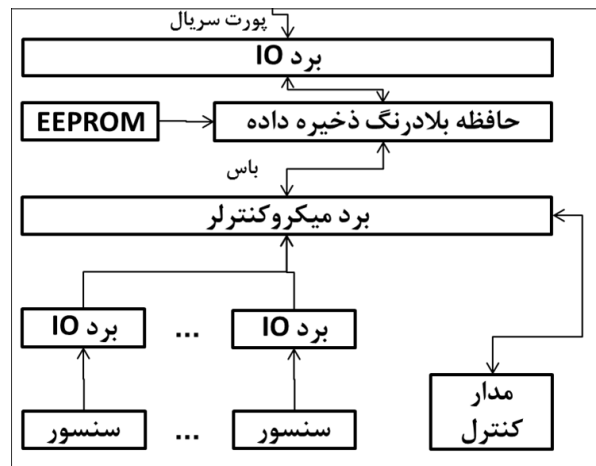 پورت سریال
برد IO
EEPROM
حافظه بلادرنگ ذخیره داده
باس
برد میکروکنترلر
برد IO
...
برد IO
مدار
کنترل
سنسور
...
سنسور